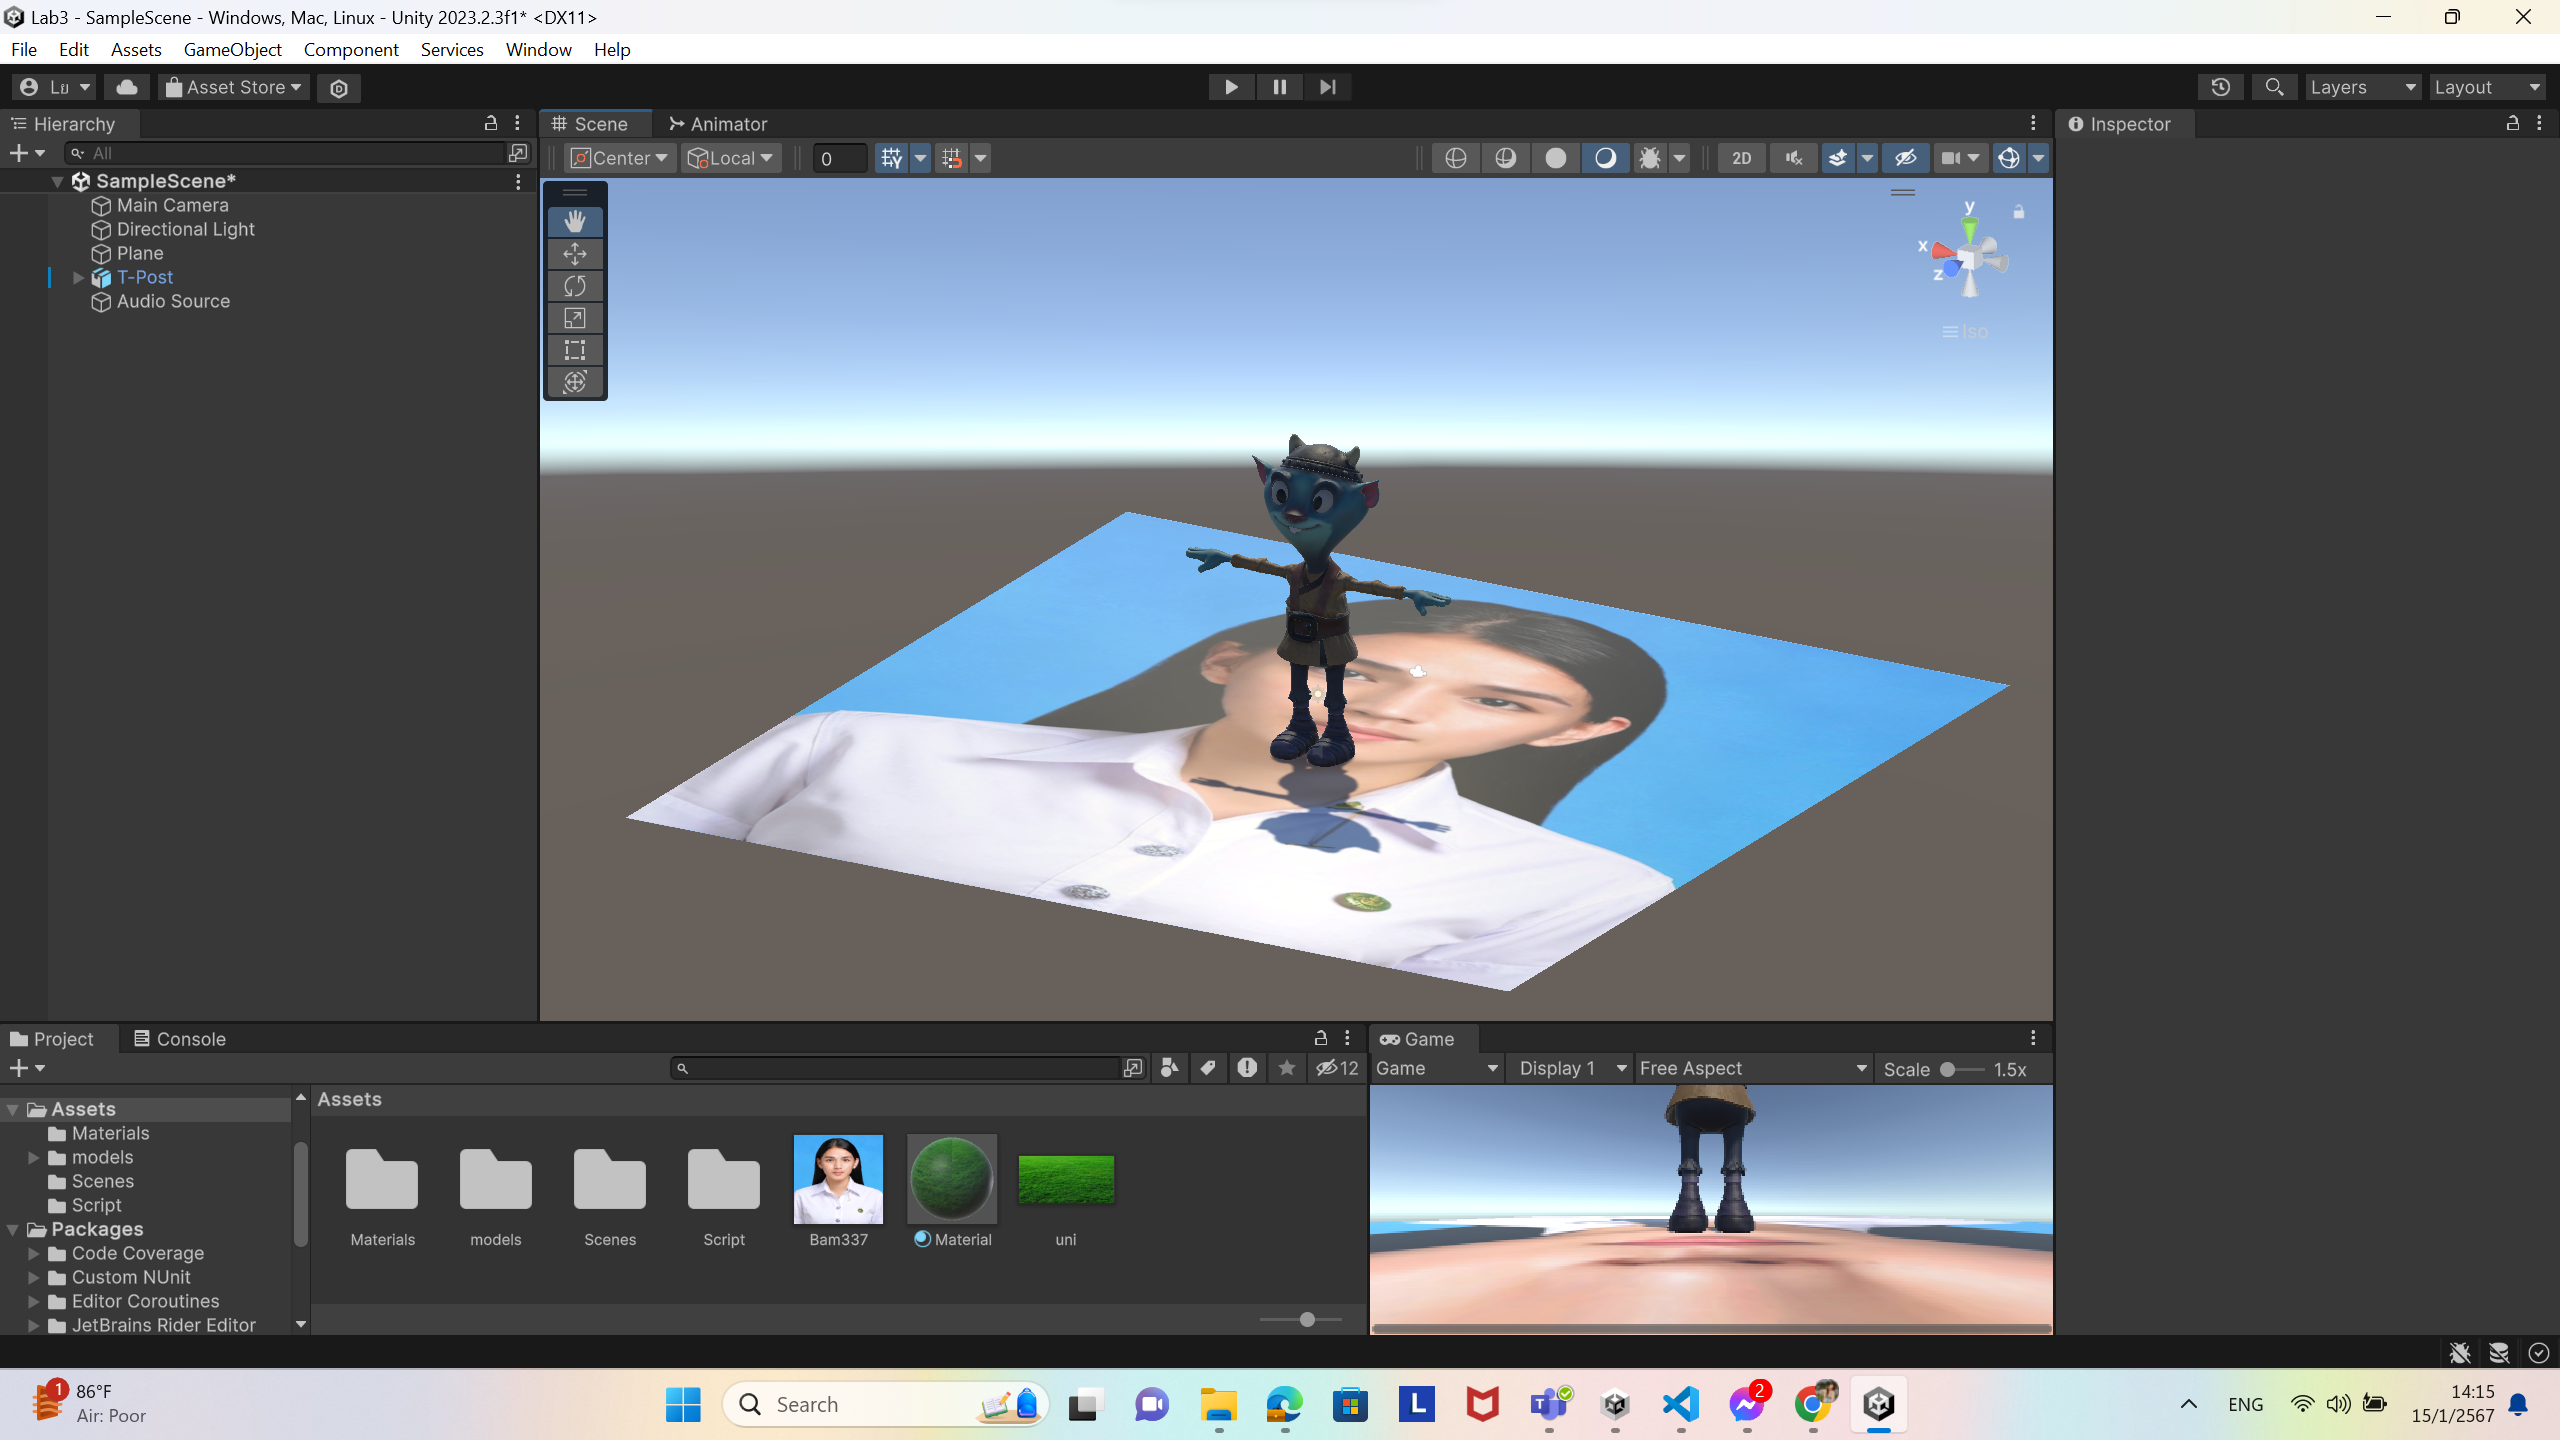 Lab3 - SampleScene - Windows, Mac, Linux - Unity 2023.2.3f1* <DX11>
File Edit Assets GameObject Component Services Window Help
Asset Store Layers Layout
Hierarchy Scene Animator Inspector
All Center Local 0 2D
SampleScene*
Main Camera
Directional Light
Plane
T-Post
Audio Source
y
x
z
Iso
Project Console Game
12 Game Display 1 Free Aspect Scale 1.5x
Assets
Materials
models
Scenes
Script
Packages
Code Coverage
Custom NUnit
Editor Coroutines
JetBrains Rider Editor
Assets
Materials models Scenes Script Bam337 Material uni
1 86°F
Air: Poor
Search
L
T
2
ENG
14:15
15/1/2567